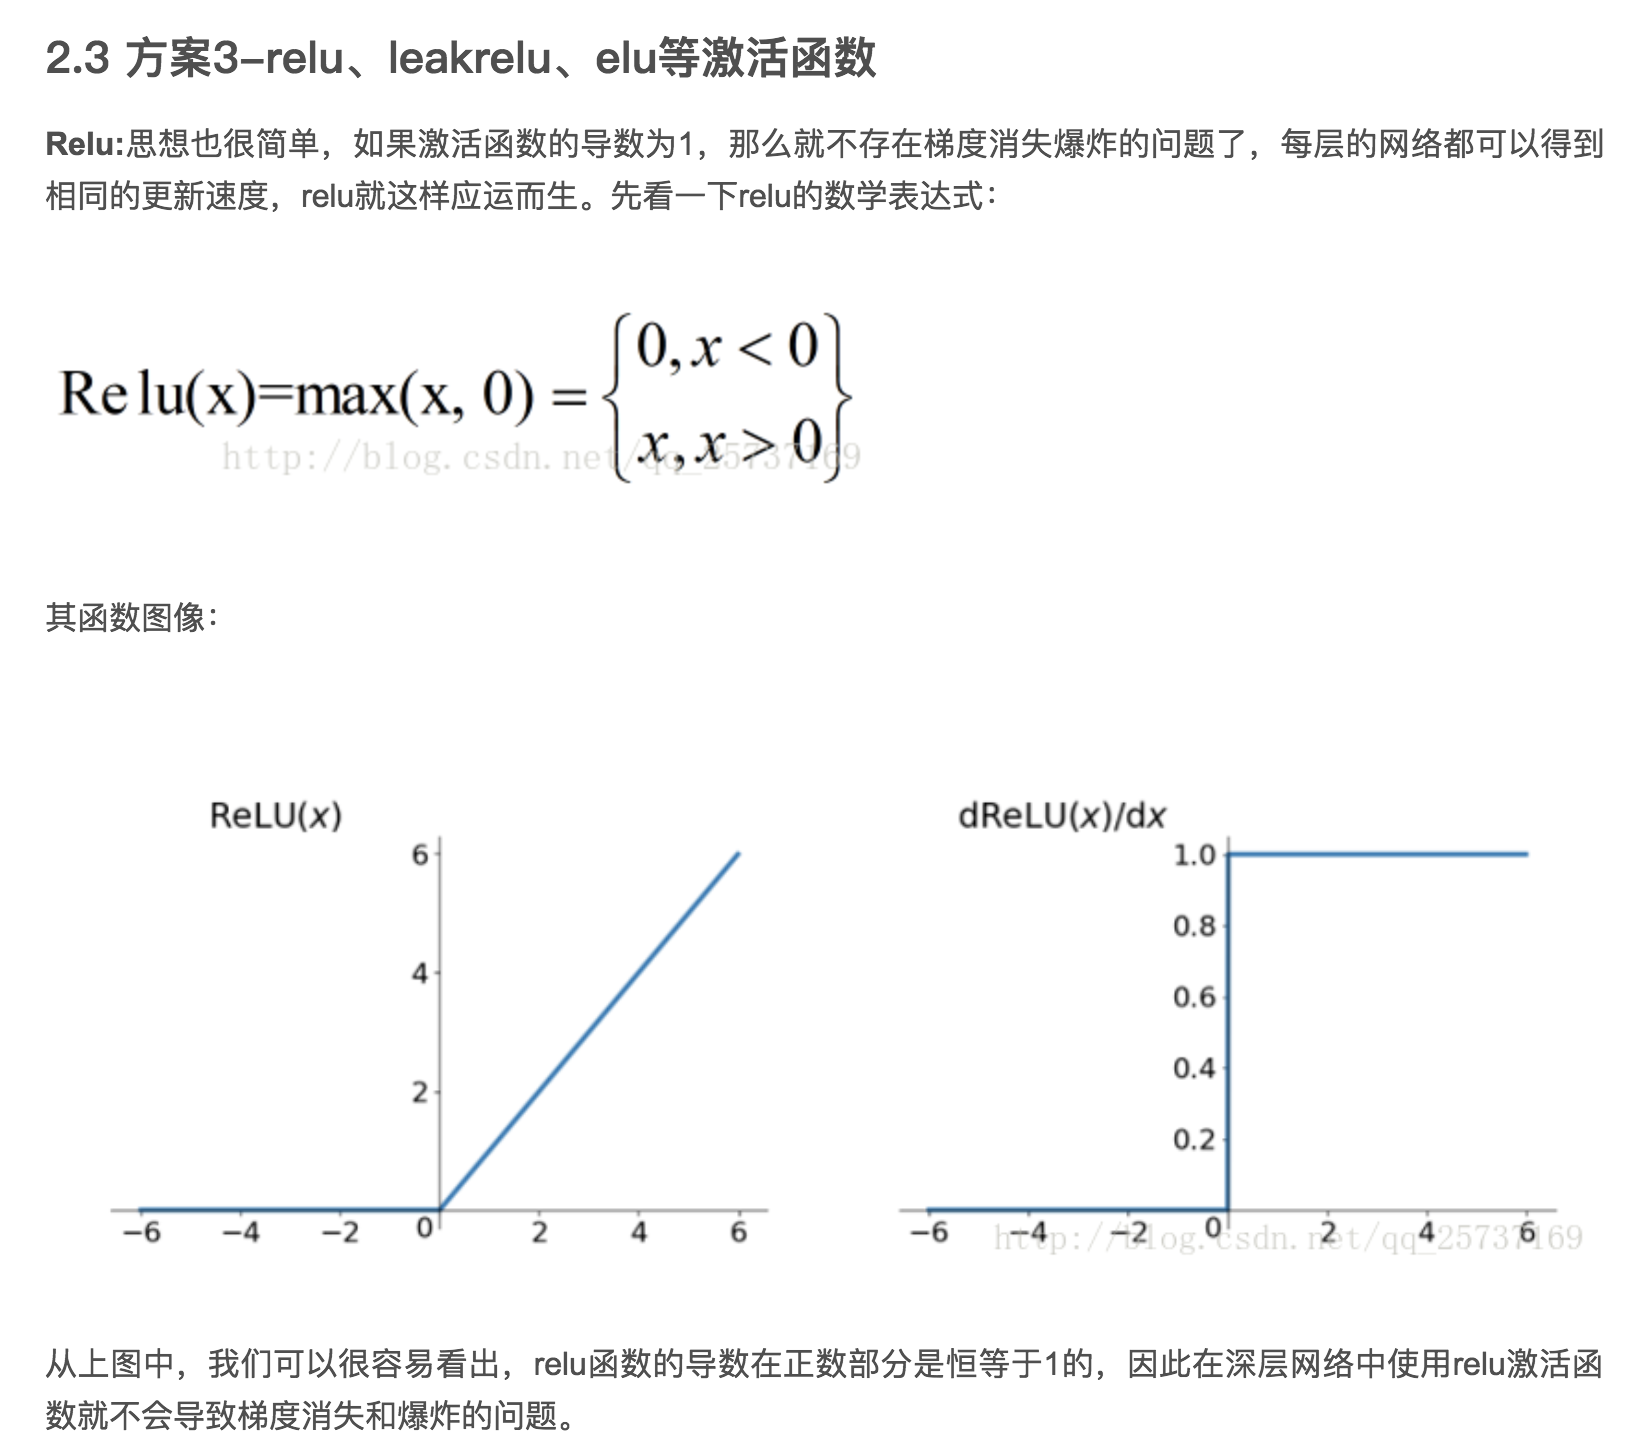 2.3 方案3–relu、leakrelu、elu等激活函数
Relu:思想也很简单，如果激活函数的导数为1，那么就不存在梯度消失爆炸的问题了，每层的网络都可以得到
相同的更新速度，relu就这样应运而生。先看一下relu的数学表达式：
Relu(x)=max(x, 0) = {0, x < 0
x, x > 0}
http://blog.csdn.net/qq_25737169
其函数图像：
ReLU(x)
6
4
2
−6 −4 −2 0 2 4 6
dReLU(x)/dx
1.0
0.8
0.6
0.4
0.2
−6 −4 −2 0 2 4 6
http://blog.csdn.net/qq_25737169
从上图中，我们可以很容易看出，relu函数的导数在正数部分是恒等于1的，因此在深层网络中使用relu激活函
数就不会导致梯度消失和爆炸的问题。